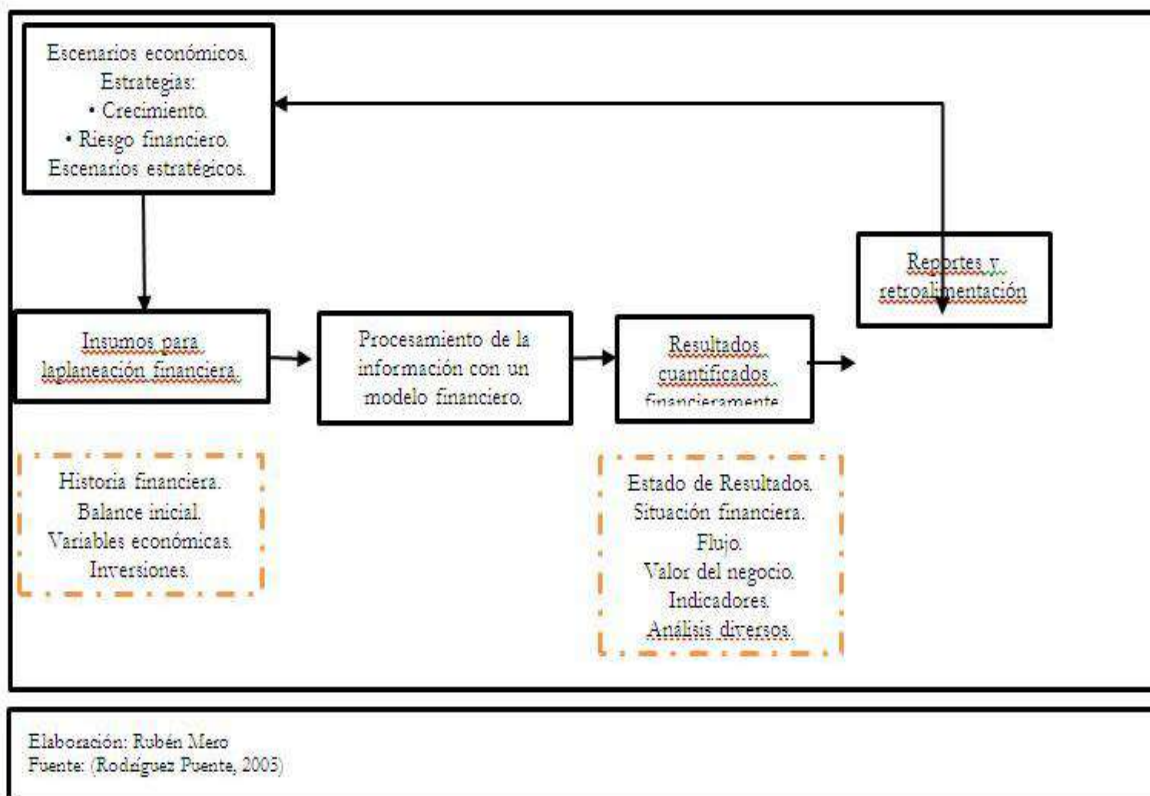 Escenarios económicos.
Estrategias:
• Crecimiento.
• Riesgo financiero.
Escenarios estratégicos.
Reportes y
retroalimentación
Insumos para
laplaneación financiera.
Procesamiento de la
información con un
modelo financiero.
Resultados
cuantificados
financieramente
Historia financiera.
Balance inicial.
Variables económicas.
Inversiones.
Estado de Resultados.
Situación financiera.
Flujo.
Valor del negocio.
Indicadores.
Análisis diversos.
Elaboración: Rubén Mero
Fuente: (Rodríguez Puente, 2005)